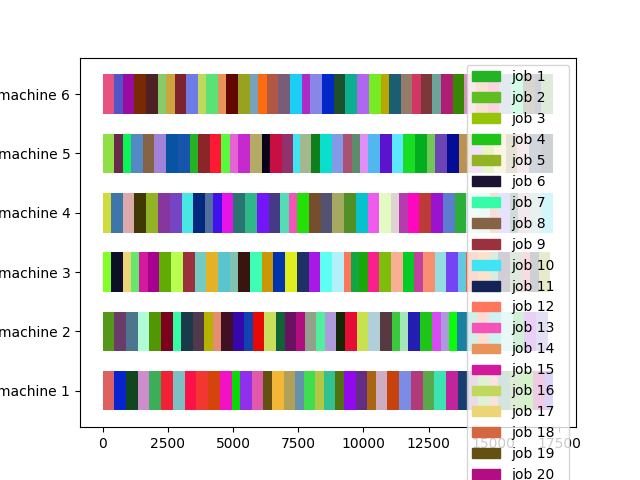 machine 6
machine 5
machine 4
machine 3
machine 2
machine 1
0
2500
5000
7500
10000
12500
15000
17500
job 1
job 2
job 3
job 4
job 5
job 6
job 7
job 8
job 9
job 10
job 11
job 12
job 13
job 14
job 15
job 16
job 17
job 18
job 19
job 20